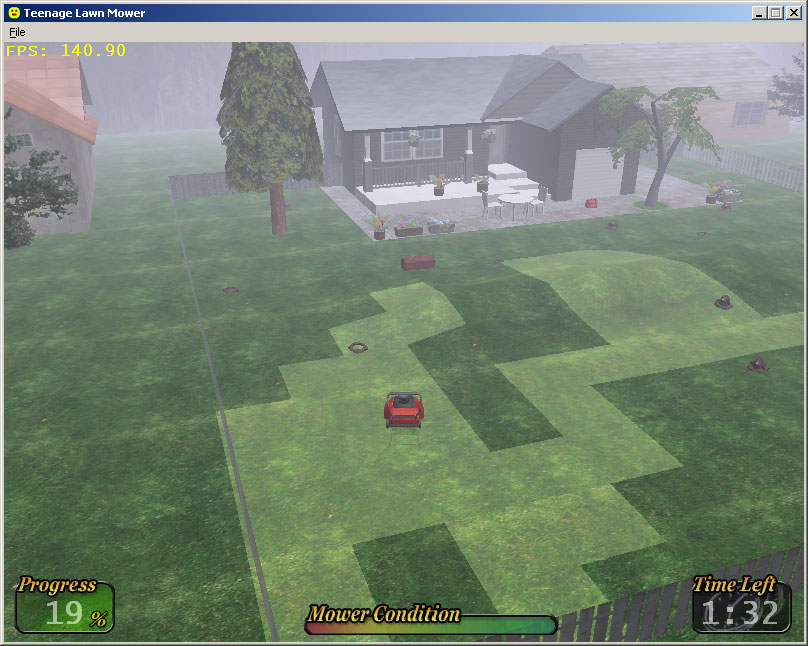 Teenage Lawn Mower
File
FPS: 140.90
Progress
19 %
Mower Condition
Time Left
1:32